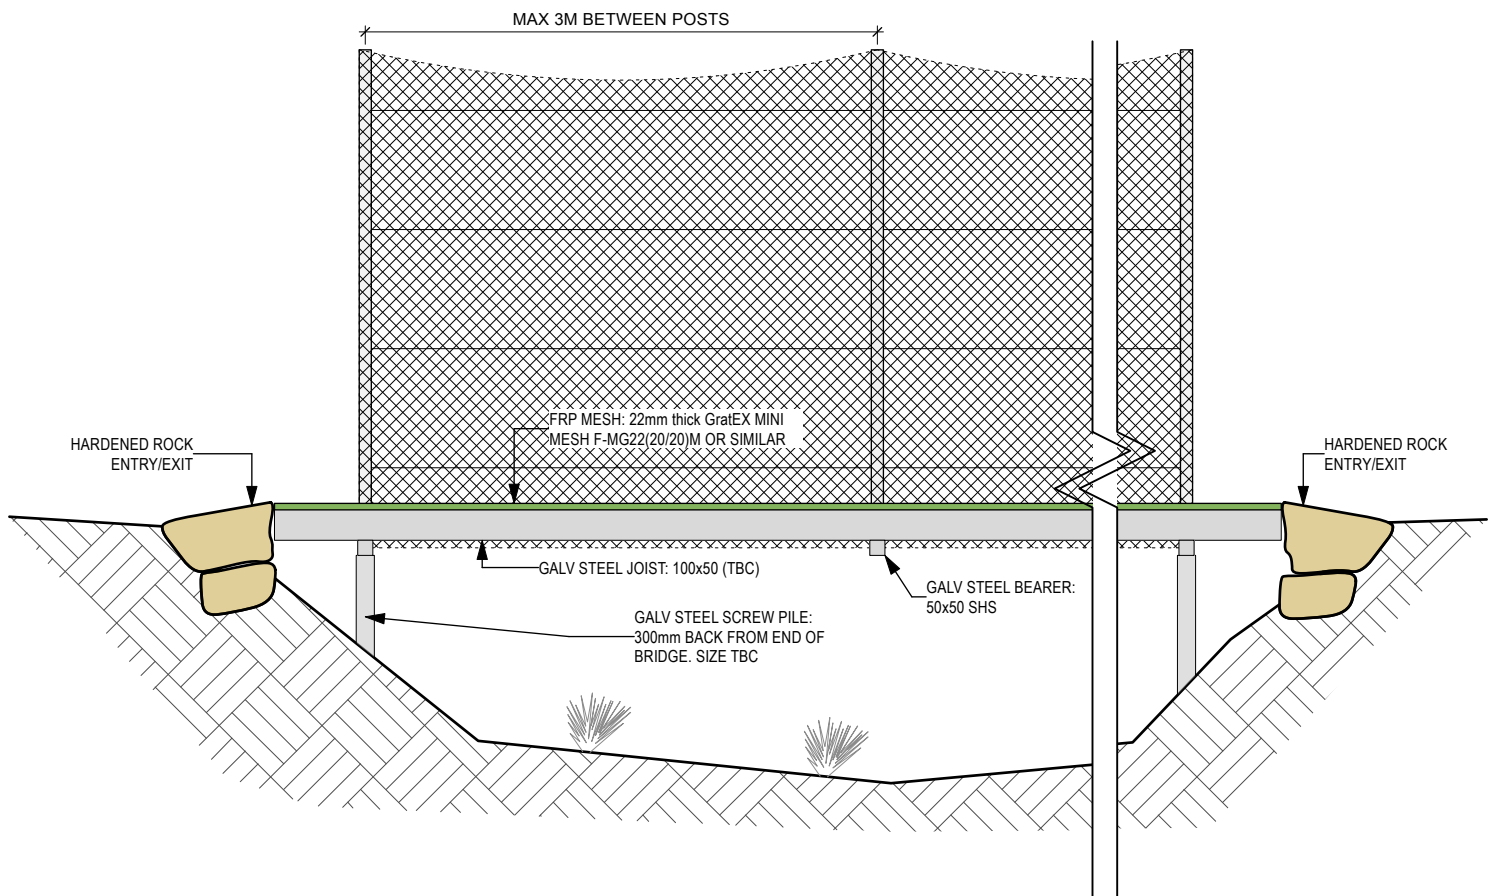 MAX 3M BETWEEN POSTS
FRP MESH: 22mm thick GratEX MINI
MESH F-MG22(20/20)M OR SIMILAR
HARDENED ROCK
ENTRY/EXIT
HARDENED ROCK
ENTRY/EXIT
GALV STEEL JOIST: 100x50 (TBC)
GALV STEEL BEARER:
50x50 SHS
GALV STEEL SCREW PILE:
300mm BACK FROM END OF
BRIDGE. SIZE TBC